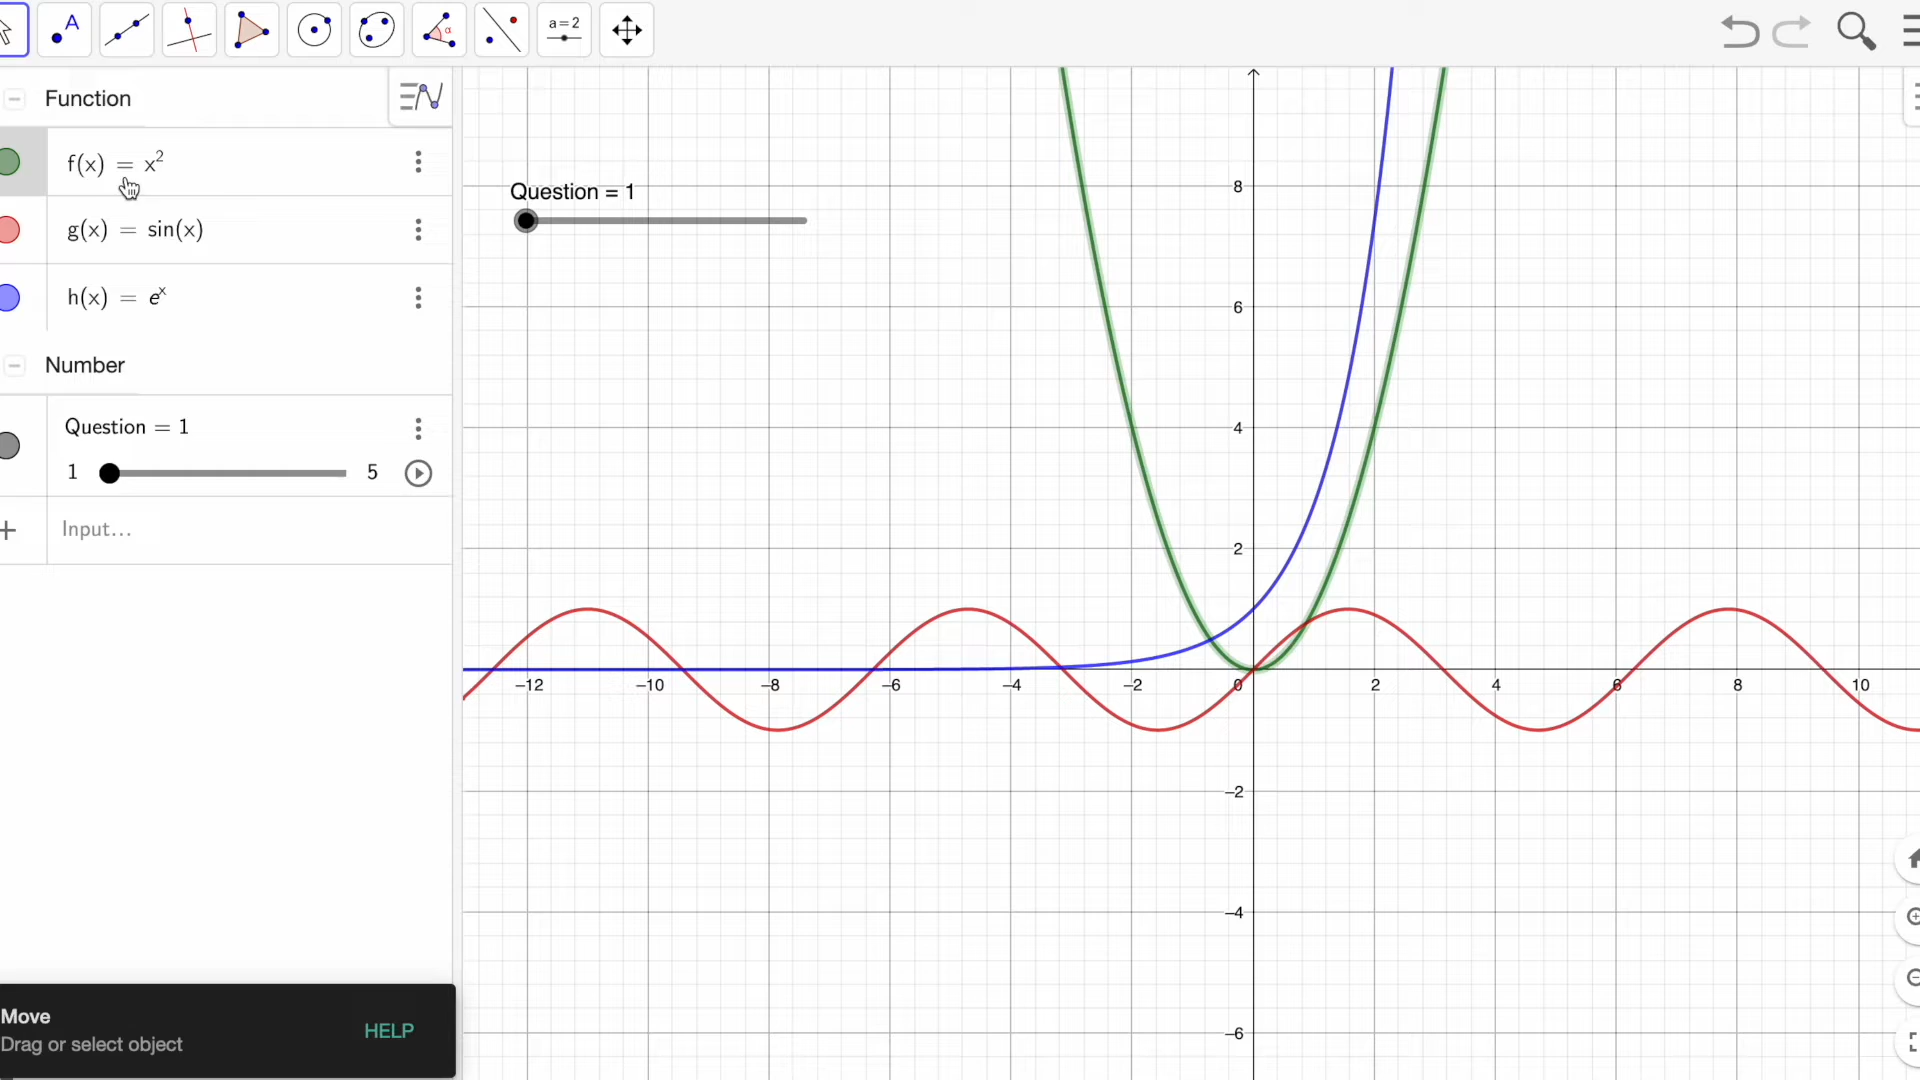 A
α
a=2
Function
f(x) = x²
g(x) = sin(x)
h(x) = eˣ
Number
Question = 1
1 5
Input...
Move
Drag or select object
HELP
Question = 1
8
6
4
2
−12 −10 −8 −6 −4 −2 0 2 4 6 8 10
−2
−4
−6